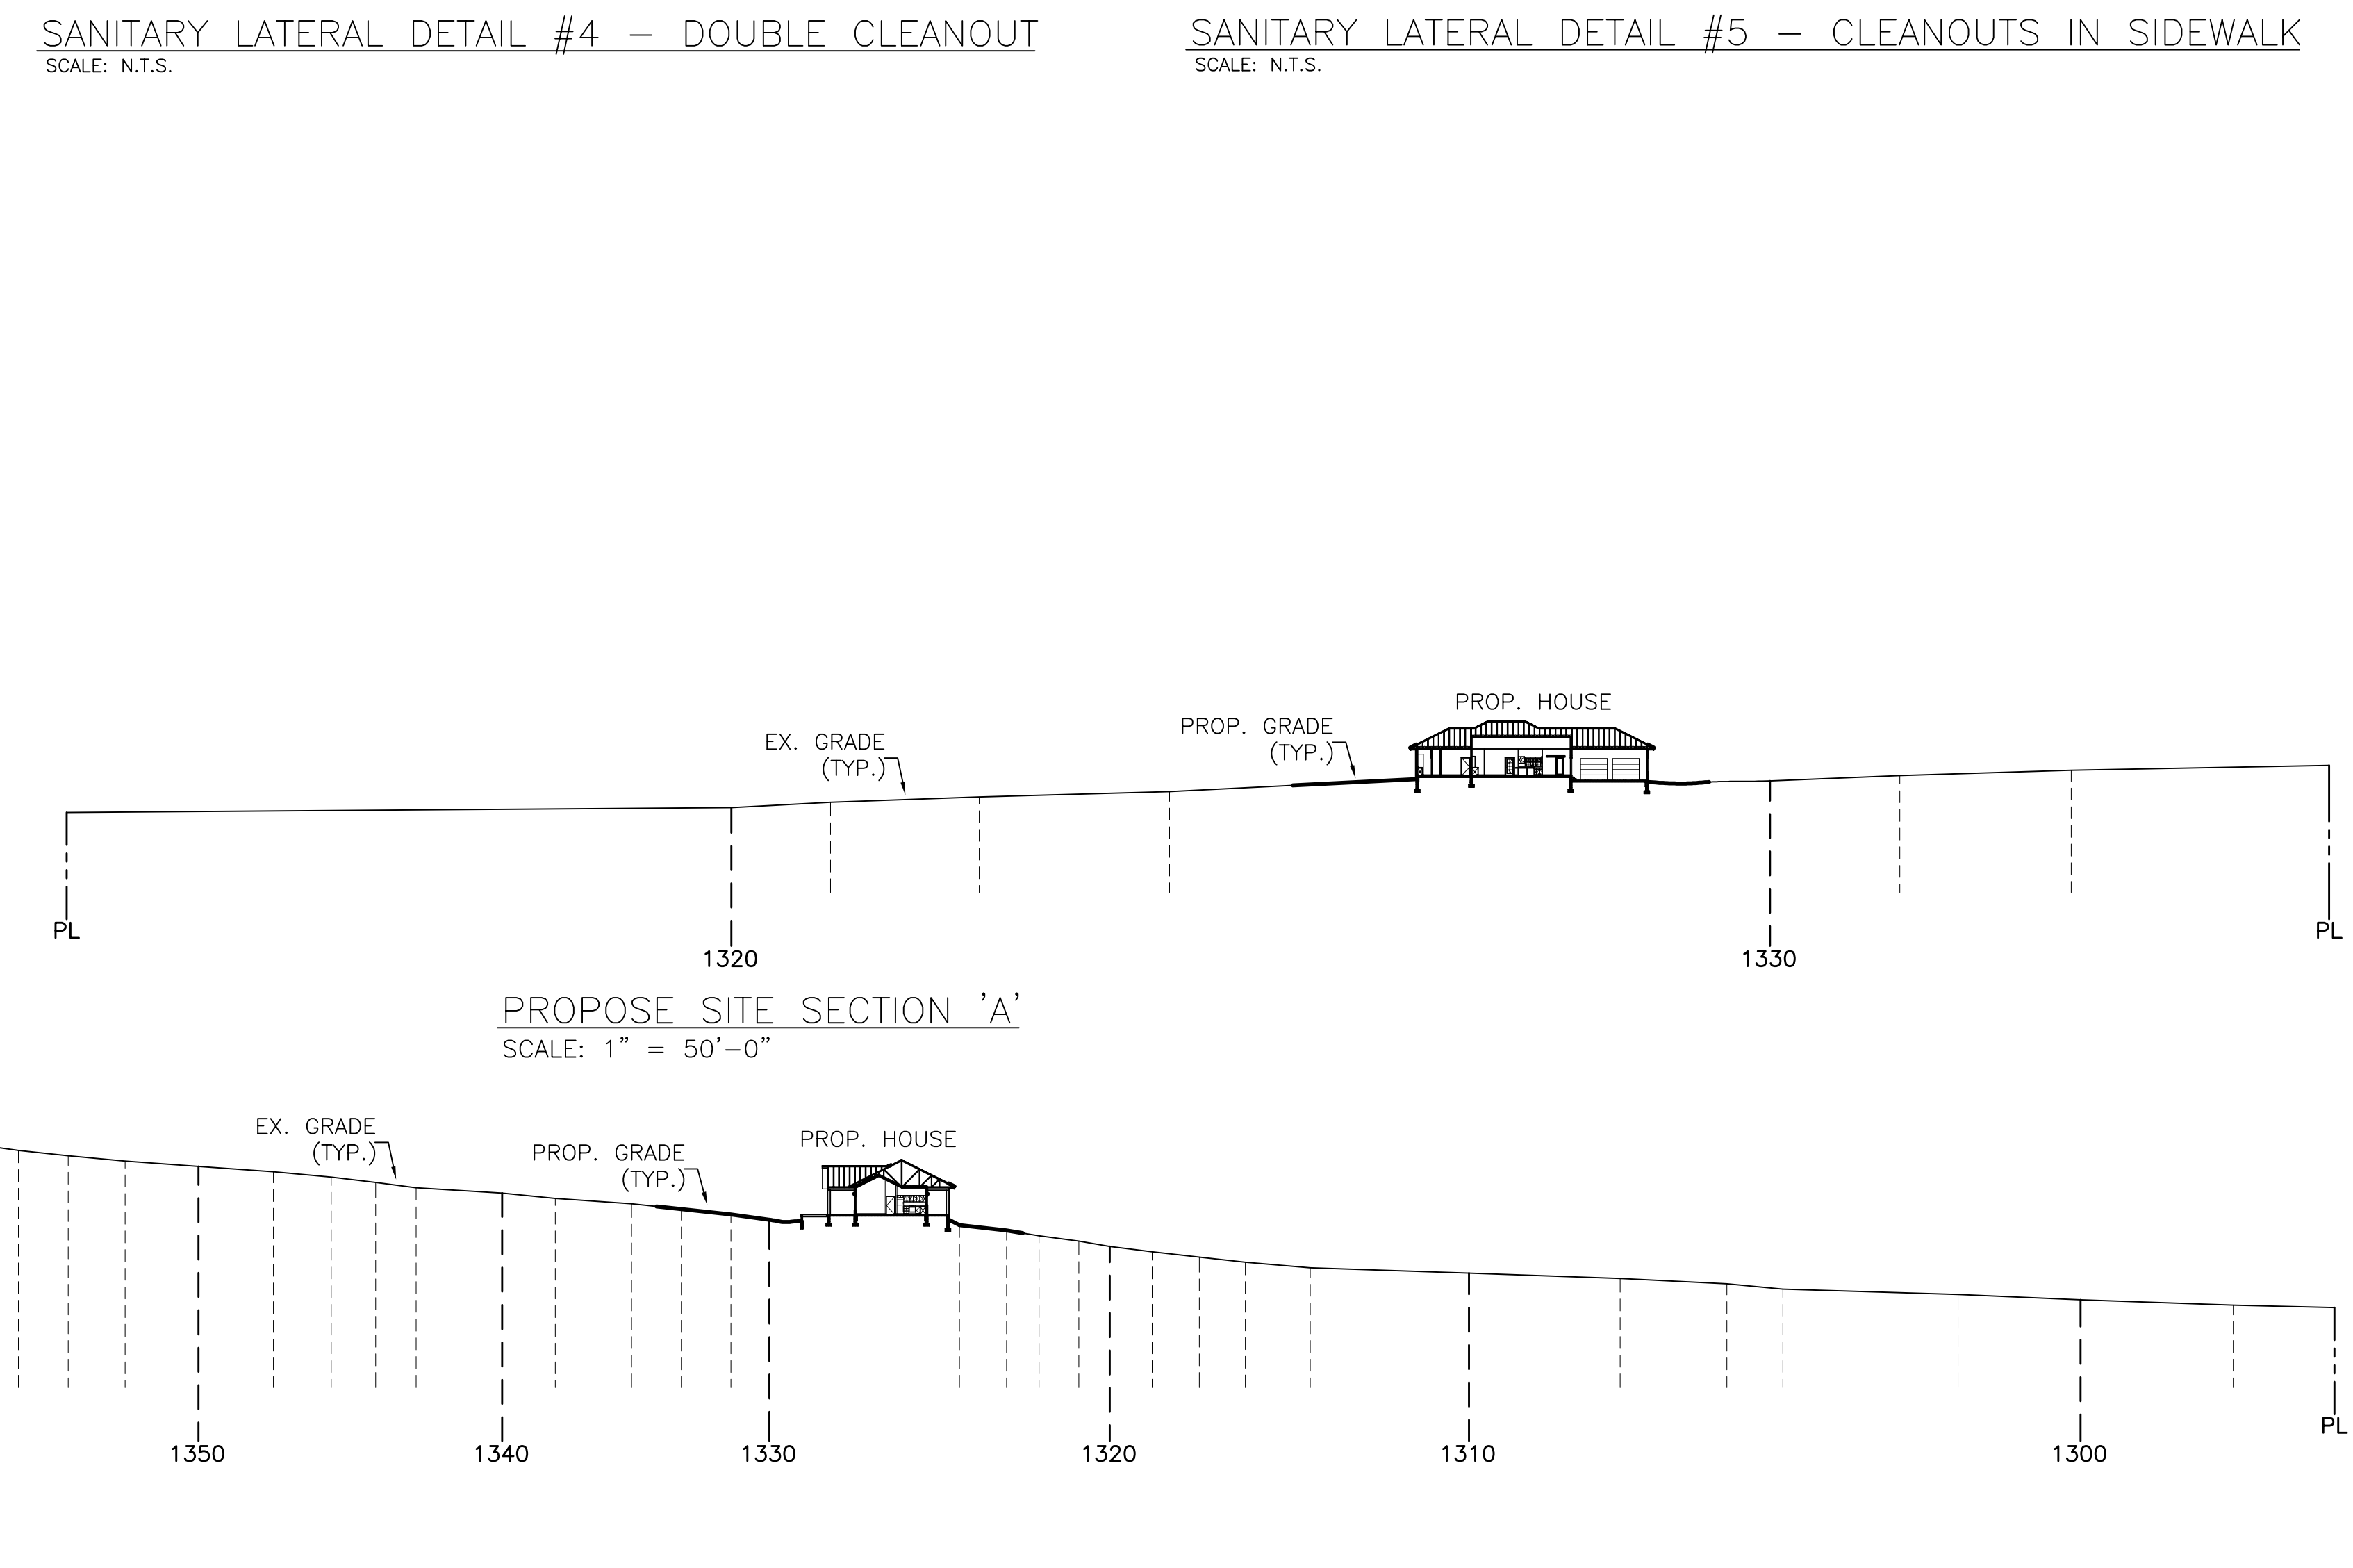 SANITARY LATERAL DETAIL #4 – DOUBLE CLEANOUT
SCALE: N.T.S.
SANITARY LATERAL DETAIL #5 – CLEANOUTS IN SIDEWALK
SCALE: N.T.S.
PROP. HOUSE
PROP. GRADE
(TYP.)
EX. GRADE
(TYP.)
PL
PL
1320
1330
PROPOSE SITE SECTION 'A'
SCALE: 1" = 50'–0"
EX. GRADE
(TYP.)
PROP. GRADE
(TYP.)
PROP. HOUSE
PL
1350
1340
1330
1320
1310
1300